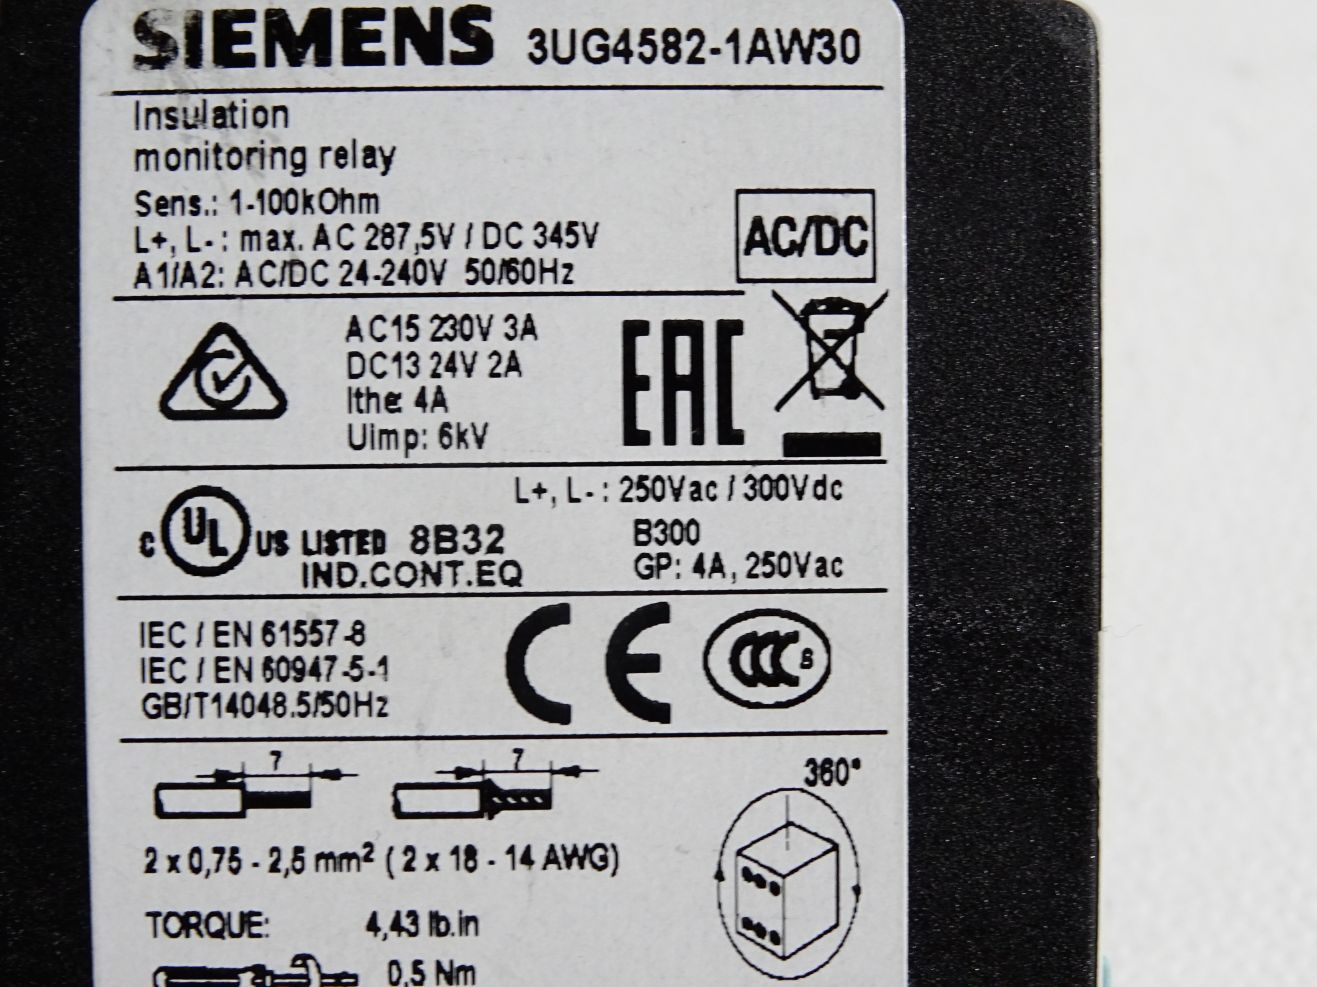 SIEMENS 3UG4582-1AW30
Insulation
monitoring relay
Sens.: 1-100kOhm
L+, L- : max. AC 287,5V / DC 345V
A1/A2: AC/DC 24-240V 50/60Hz
AC/DC
AC15 230V 3A
DC13 24V 2A
Ithe: 4A
Uimp: 6kV
EAC
L+, L- : 250Vac / 300Vdc
C UL US LISTED 8B32
IND.CONT.EQ
B300
GP: 4A, 250Vac
IEC / EN 61557-8
IEC / EN 60947-5-1
GB/T14048.5/50Hz
CE
CCC S
7
7
360°
2 x 0,75 - 2,5 mm² ( 2 x 18 - 14 AWG)
TORQUE: 4,43 lb.in
0,5 Nm